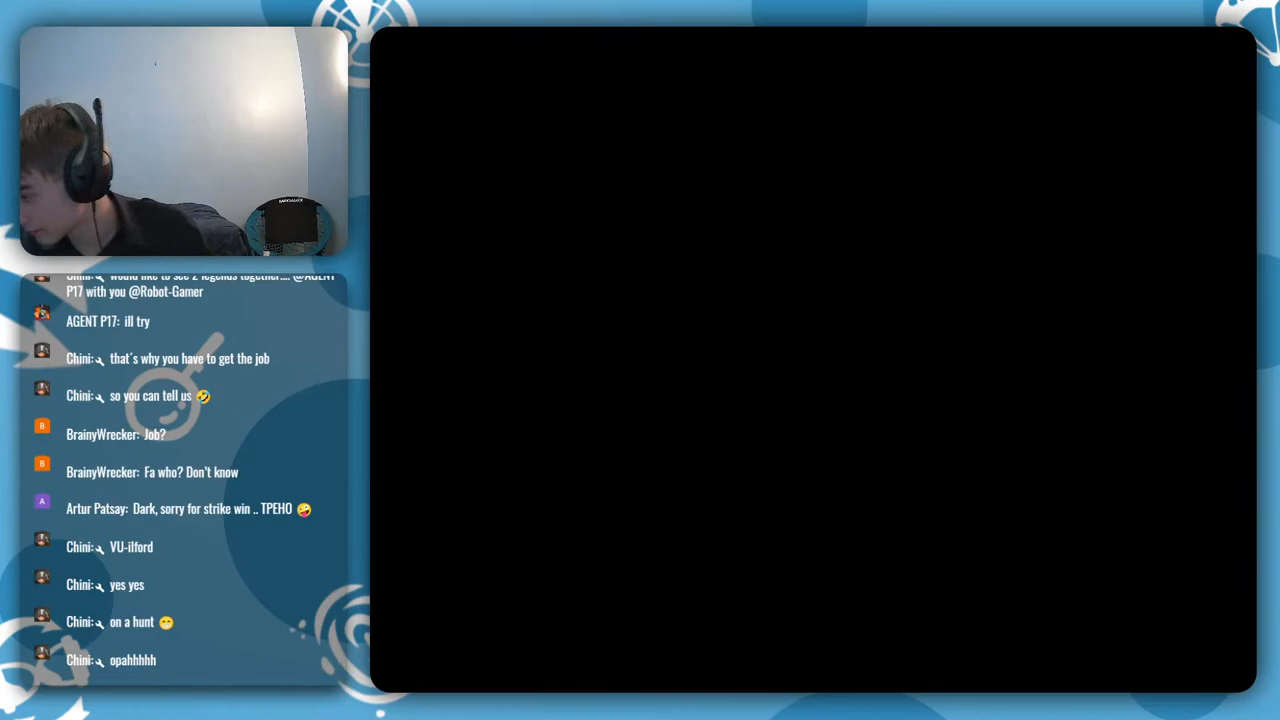 Chini: would like to see 2 legends together.... @AGENT
P17 with you @Robot-Gamer
AGENT P17: ill try
Chini: that´s why you have to get the job
Chini: so you can tell us 🤣
B
BrainyWrecker: Job?
B
BrainyWrecker: Fa who? Don't know
A
Artur Patsay: Dark, sorry for strike win .. TPEHO 🤪
Chini: VU-ilford
Chini: yes yes
Chini: on a hunt 😁
Chini: opahhhhh